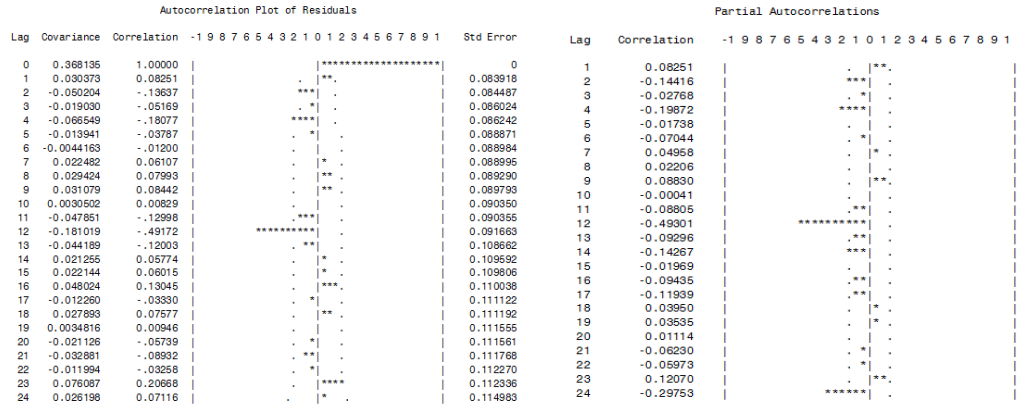 Autocorrelation Plot of Residuals
Lag Covariance Correlation -1 9 8 7 6 5 4 3 2 1 0 1 2 3 4 5 6 7 8 9 1 Std Error
0 0.368135 1.00000 | |********************| 0
1 0.030373 0.08251 | . |**. | 0.083918
2 -0.050204 -.13637 | ***| . | 0.084487
3 -0.019030 -.05169 | . *| . | 0.086024
4 -0.066549 -.18077 | ****| . | 0.086242
5 -0.013941 -.03787 | . *| . | 0.088871
6 -0.0044163 -.01200 | . | . | 0.088984
7 0.022482 0.06107 | . |* . | 0.088995
8 0.029424 0.07993 | . |** . | 0.089290
9 0.031079 0.08442 | . |** . | 0.089793
10 0.0030502 0.00829 | . | . | 0.090350
11 -0.047851 -.12998 | .***| . | 0.090355
12 -0.181019 -.49172 | **********| . | 0.091663
13 -0.044189 -.12003 | . **| . | 0.108662
14 0.021255 0.05774 | . |* . | 0.109592
15 0.022144 0.06015 | . |* . | 0.109806
16 0.048024 0.13045 | . |***. | 0.110038
17 -0.012260 -.03330 | . *| . | 0.111122
18 0.027893 0.07577 | . |** . | 0.111192
19 0.0034816 0.00946 | . | . | 0.111555
20 -0.021126 -.05739 | . *| . | 0.111561
21 -0.032881 -.08932 | . **| . | 0.111768
22 -0.011994 -.03258 | . *| . | 0.112270
23 0.076087 0.20668 | . |**** | 0.112336
24 0.026198 0.07116 | . |* . | 0.114983
Partial Autocorrelations
Lag Correlation -1 9 8 7 6 5 4 3 2 1 0 1 2 3 4 5 6 7 8 9 1
1 0.08251 | . |**. |
2 -0.14416 | ***| . |
3 -0.02768 | . *| . |
4 -0.19872 | ****| . |
5 -0.01738 | . | . |
6 -0.07044 | . *| . |
7 0.04958 | . |* . |
8 0.02206 | . | . |
9 0.08830 | . |**. |
10 -0.00041 | . | . |
11 -0.08805 | .**| . |
12 -0.49301 | **********| . |
13 -0.09296 | .**| . |
14 -0.14267 | ***| . |
15 -0.01969 | . | . |
16 -0.09435 | .**| . |
17 -0.11939 | .**| . |
18 0.03950 | . |* . |
19 0.03535 | . |* . |
20 0.01114 | . | . |
21 -0.06230 | . *| . |
22 -0.05973 | . *| . |
23 0.12070 | . |**. |
24 -0.29753 | ******| . |